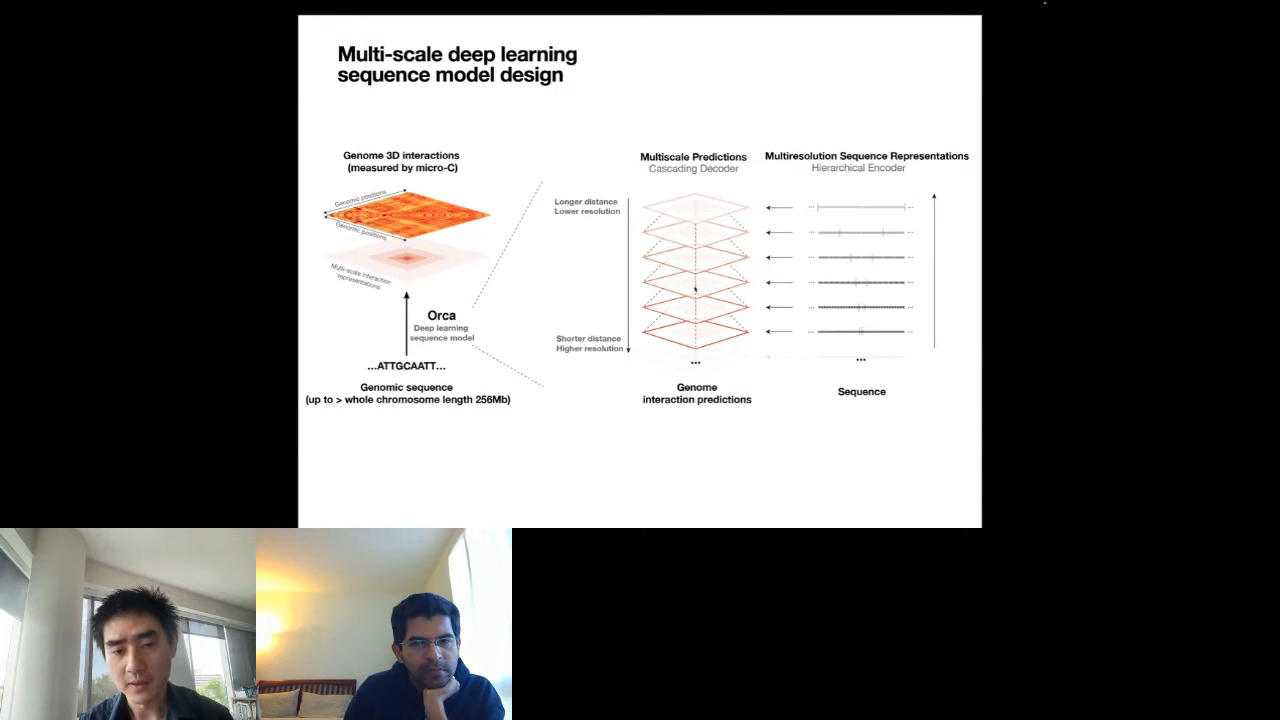 Multi-scale deep learning
sequence model design
Genome 3D interactions
(measured by micro-C)
Genomic positions
Genomic positions
Multi-scale interaction
representations
Orca
Deep learning
sequence model
...ATTGCAATT...
Genomic sequence
(up to > whole chromosome length 256Mb)
Multiscale Predictions
Cascading Decoder
Longer distance
Lower resolution
Shorter distance
Higher resolution
...
Genome
interaction predictions
Multiresolution Sequence Representations
Hierarchical Encoder
...
Sequence